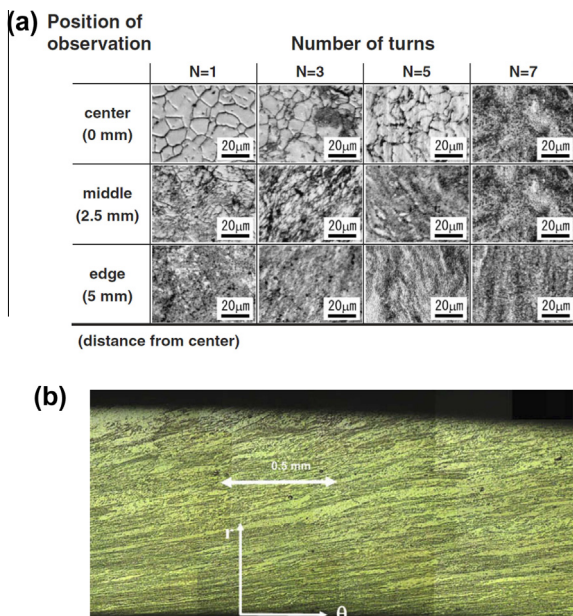 (a) Position of
observation
Number of turns
N=1 N=3 N=5 N=7
center
(0 mm)
20μm 20μm 20μm 20μm
middle
(2.5 mm)
20μm 20μm 20μm 20μm
edge
(5 mm)
20μm 20μm 20μm 20μm
(distance from center)
(b)
0.5 mm
r
θ